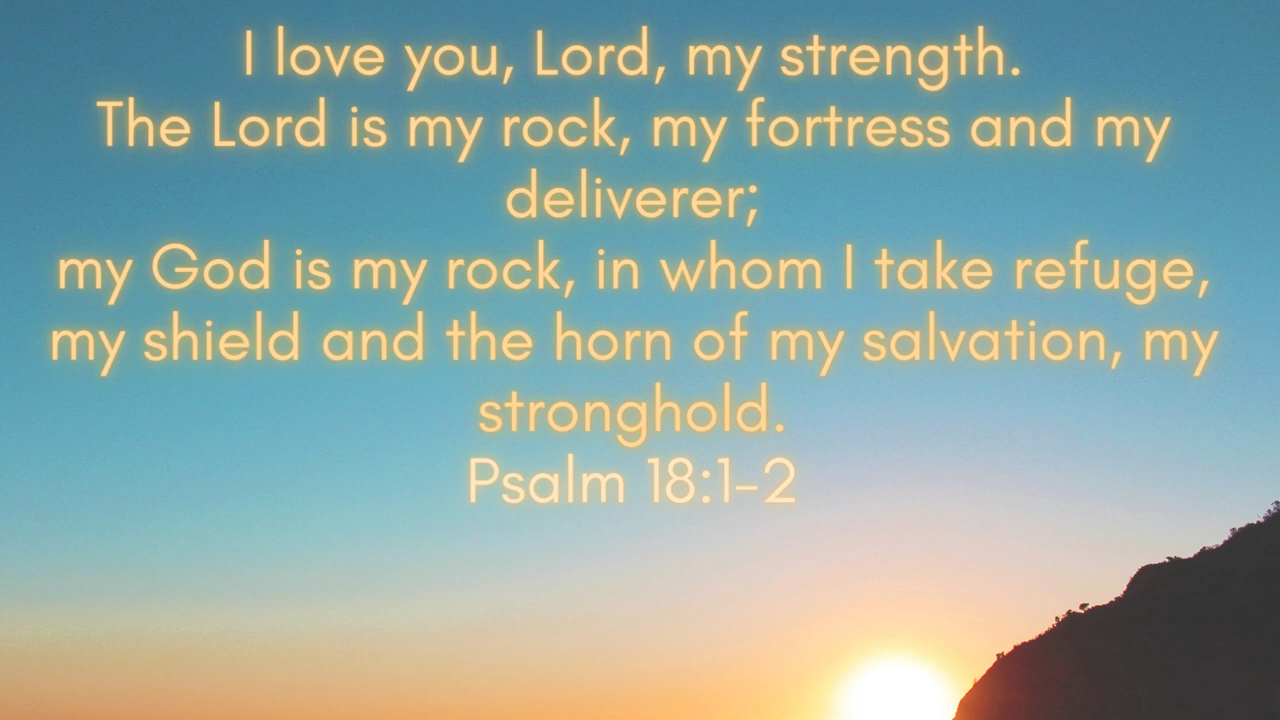 I love you, Lord, my strength.
The Lord is my rock, my fortress and my
deliverer;
my God is my rock, in whom I take refuge,
my shield and the horn of my salvation, my
stronghold.
Psalm 18:1-2